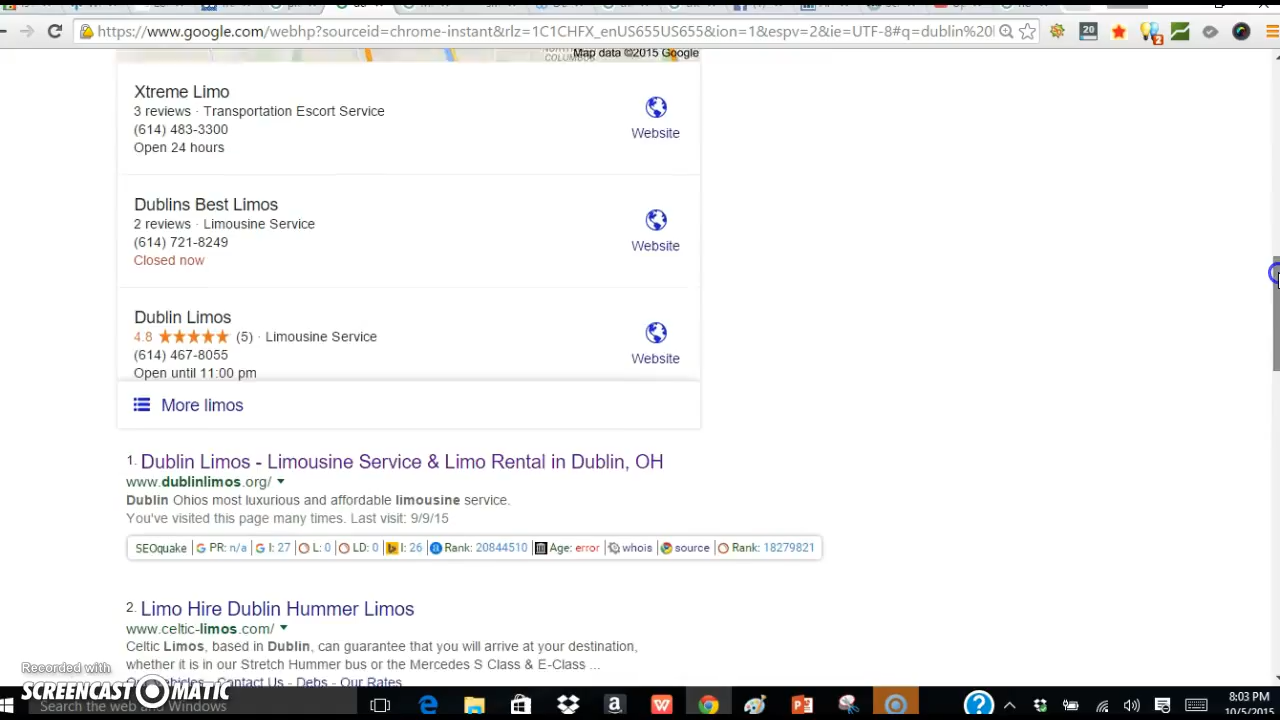 https://www.google.com/webhp?sourceid=chrome-instant&rlz=1C1CHFX_enUS655US655&ion=1&espv=2&ie=UTF-8#q=dublin%20l
20
2
Map data ©2015 Google
Xtreme Limo
3 reviews · Transportation Escort Service
(614) 483-3300
Open 24 hours
Website
Dublins Best Limos
2 reviews · Limousine Service
(614) 721-8249
Closed now
Website
Dublin Limos
4.8 (5) · Limousine Service
(614) 467-8055
Open until 11:00 pm
Website
More limos
1. Dublin Limos - Limousine Service & Limo Rental in Dublin, OH
www.dublinlimos.org/
Dublin Ohios most luxurious and affordable limousine service.
You've visited this page many times. Last visit: 9/9/15
SEOquake PR: n/a I: 27 L: 0 LD: 0 I: 26 Rank: 20844510 Age: error whois source Rank: 18279821
2. Limo Hire Dublin Hummer Limos
www.celtic-limos.com/
Celtic Limos, based in Dublin, can guarantee that you will arrive at your destination,
whether it is in our Stretch Hummer bus or the Mercedes S Class & E-Class ...
Contact Us - Debs - Our Rates
Recorded with
SCREENCAST MATIC
Search the web and Windows
8:03 PM
10/5/2015